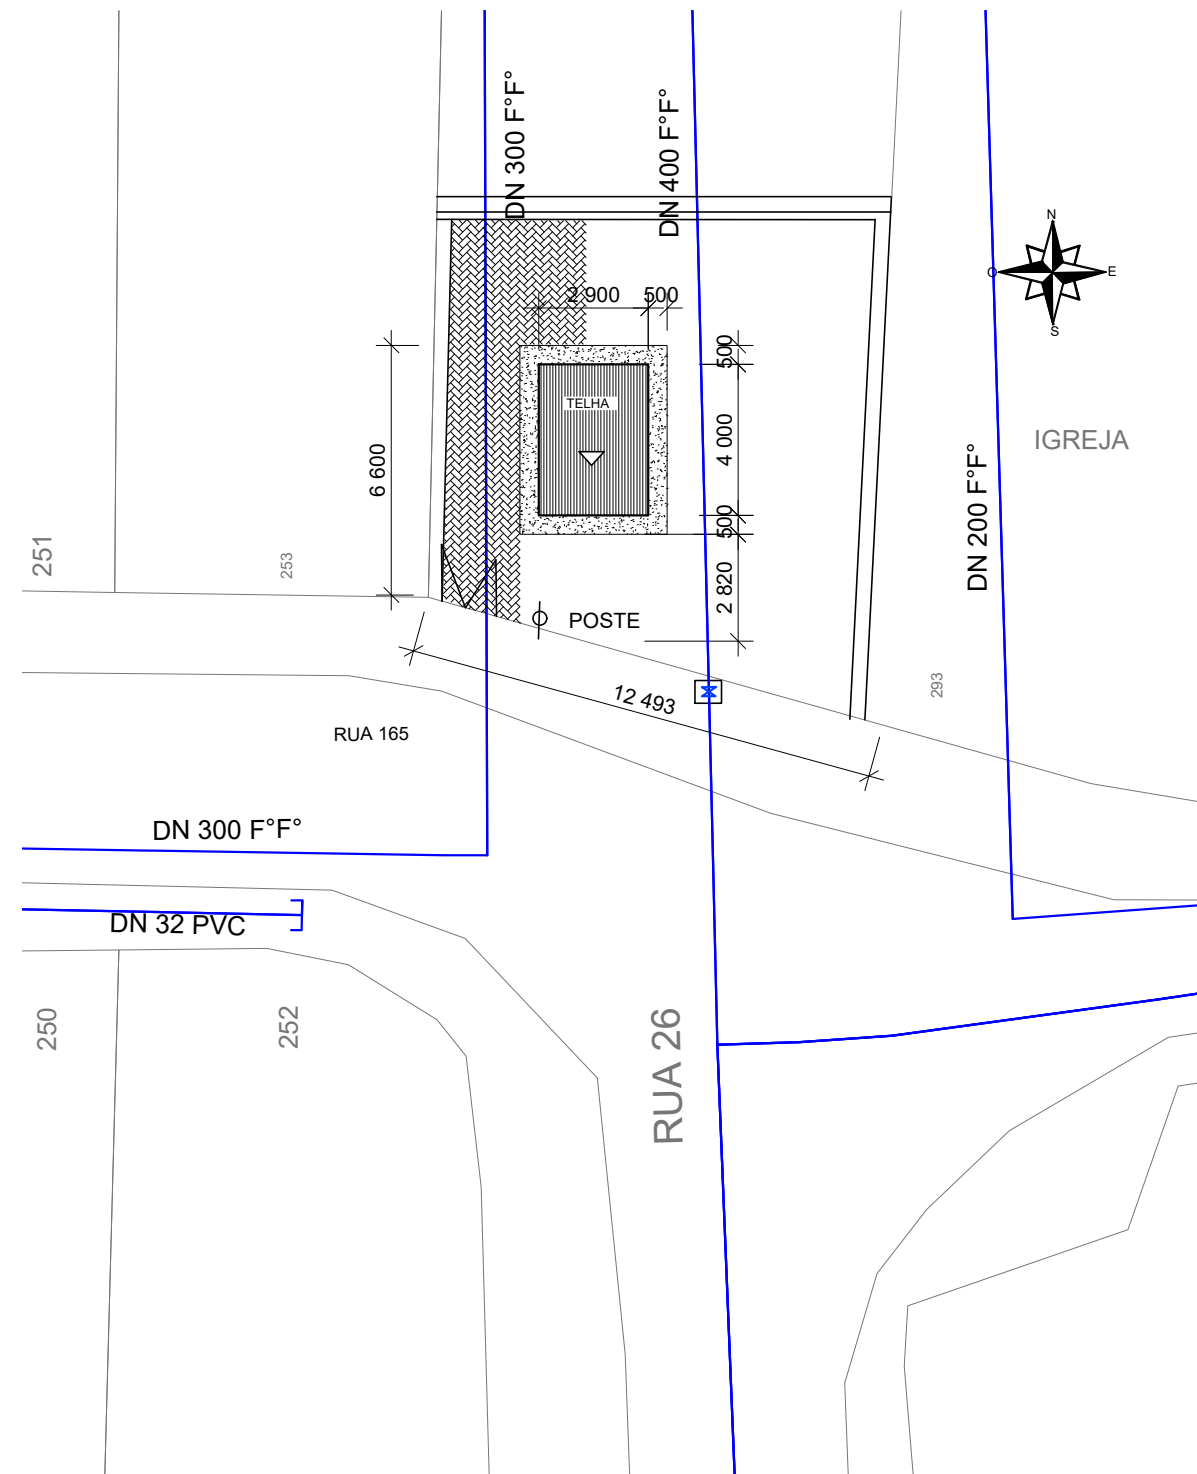 DN 300 F°F°
DN 400 F°F°
N
O
E
S
2 900
500
500
TELHA
4 000
IGREJA
6 600
DN 200 F°F°
500
251
253
2 820
POSTE
293
12 493
RUA 165
DN 300 F°F°
DN 32 PVC
250
252
RUA 26